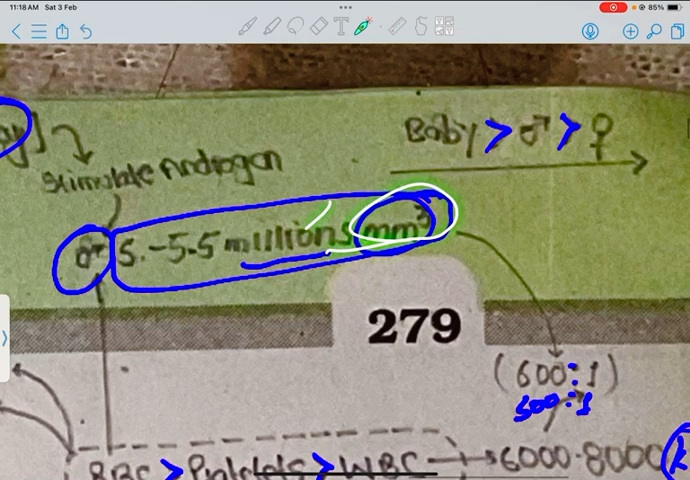 11:18 AM Sat 3 Feb
85%
T
Baby > ♂ > ♀
Stimulate Androgen
♂ 5.-5.5 millions mm³
279
(600:1)
500:1
RBC > Platelets > WBC → 6000-8000